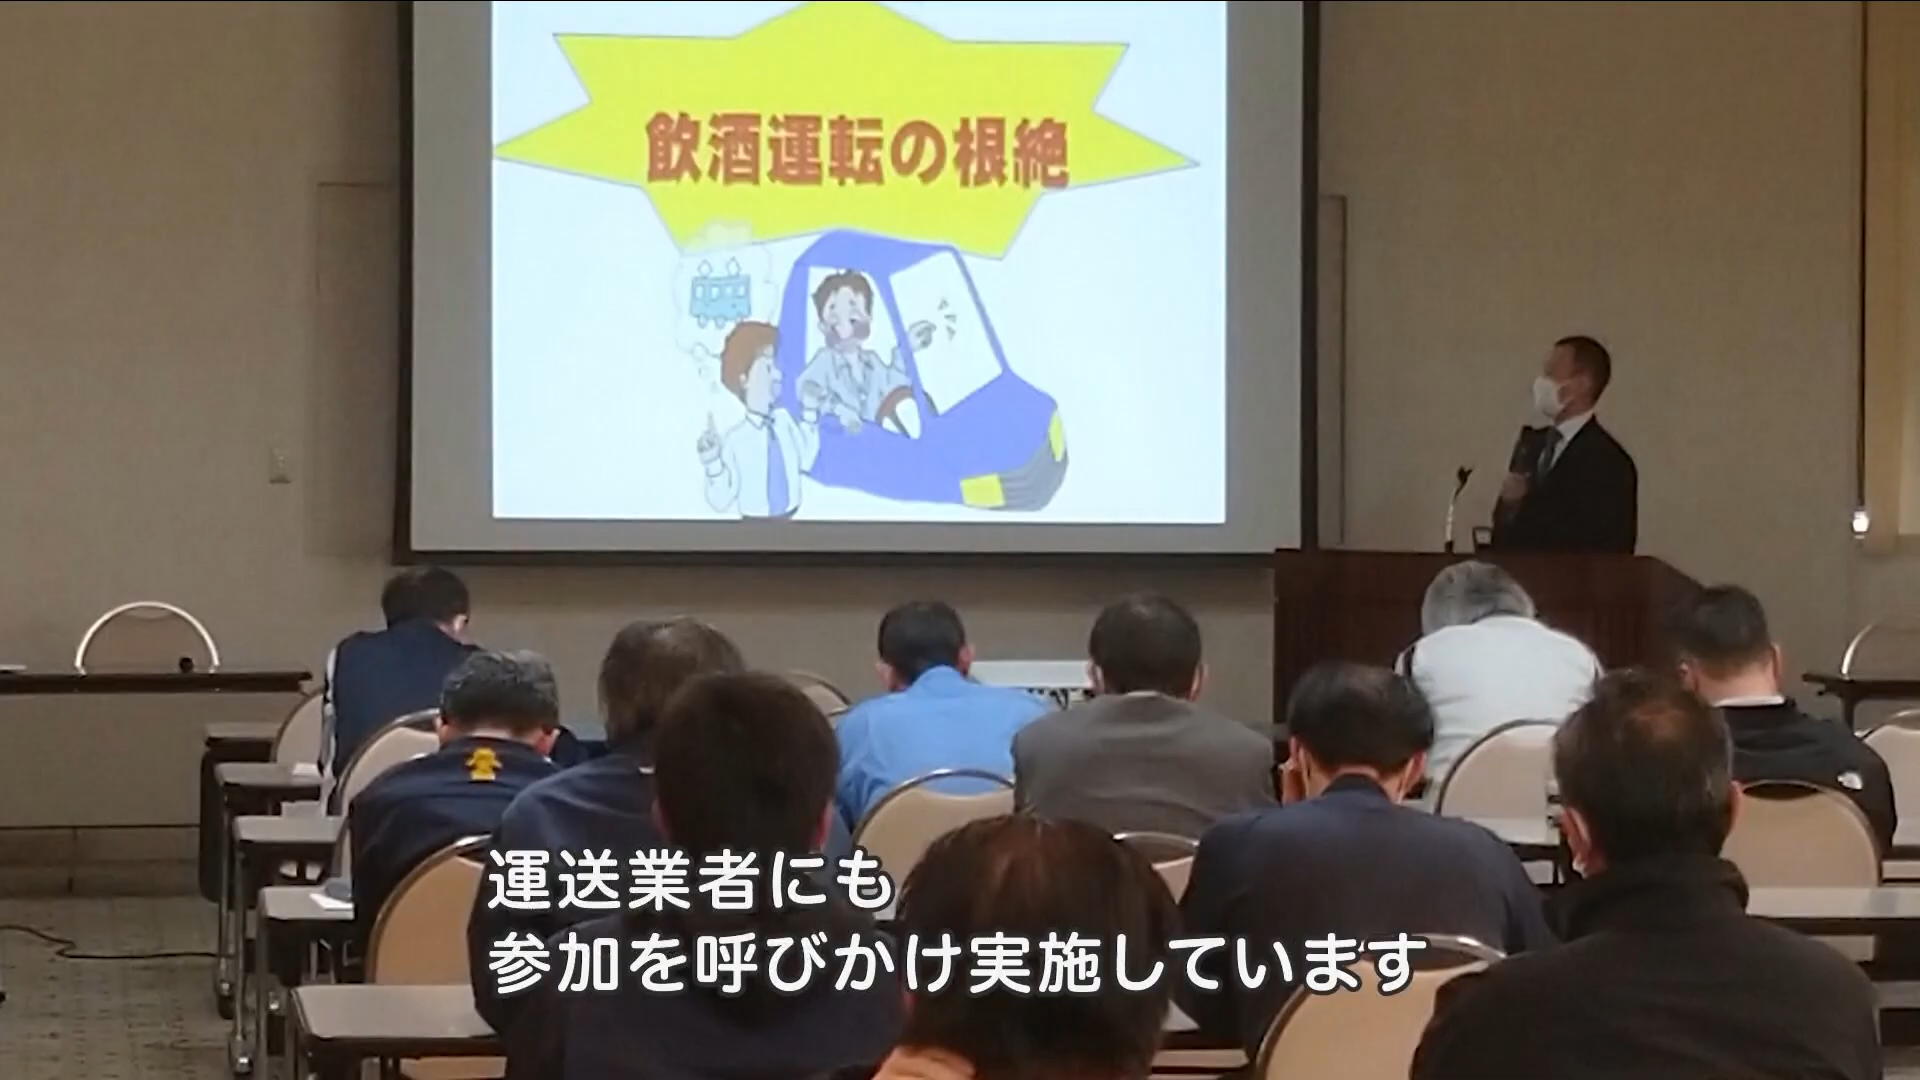 飲酒運転の根絶
運送業者にも
参加を呼びかけ実施しています